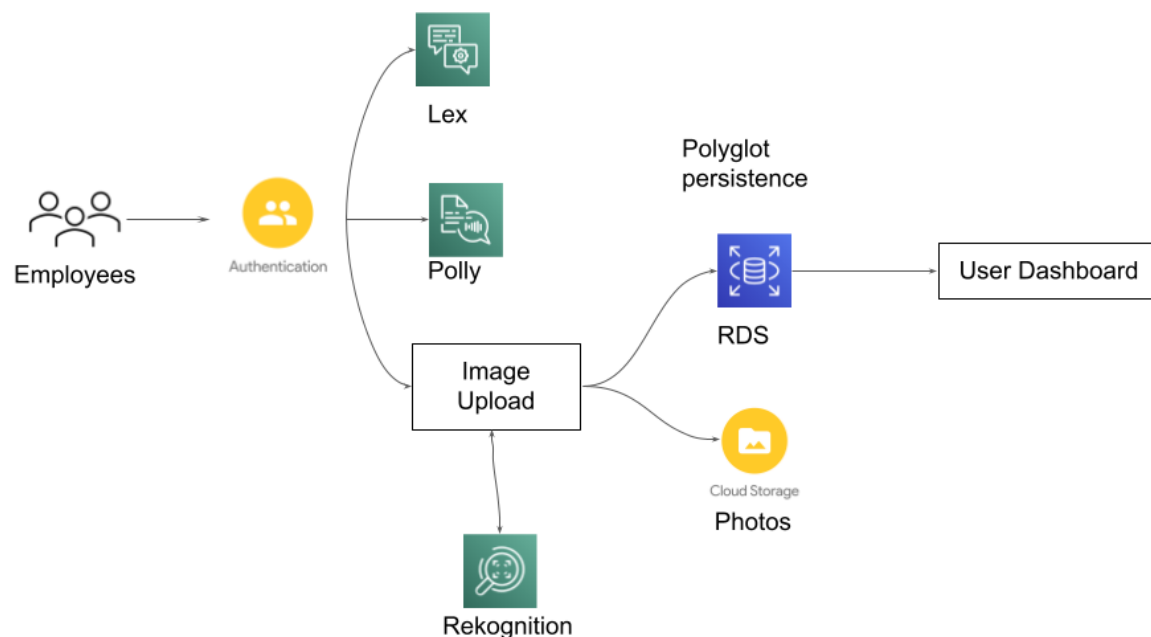 Lex
Polyglot
persistence
Employees
Authentication
Polly
User Dashboard
RDS
Image
Upload
Cloud Storage
Photos
Rekognition